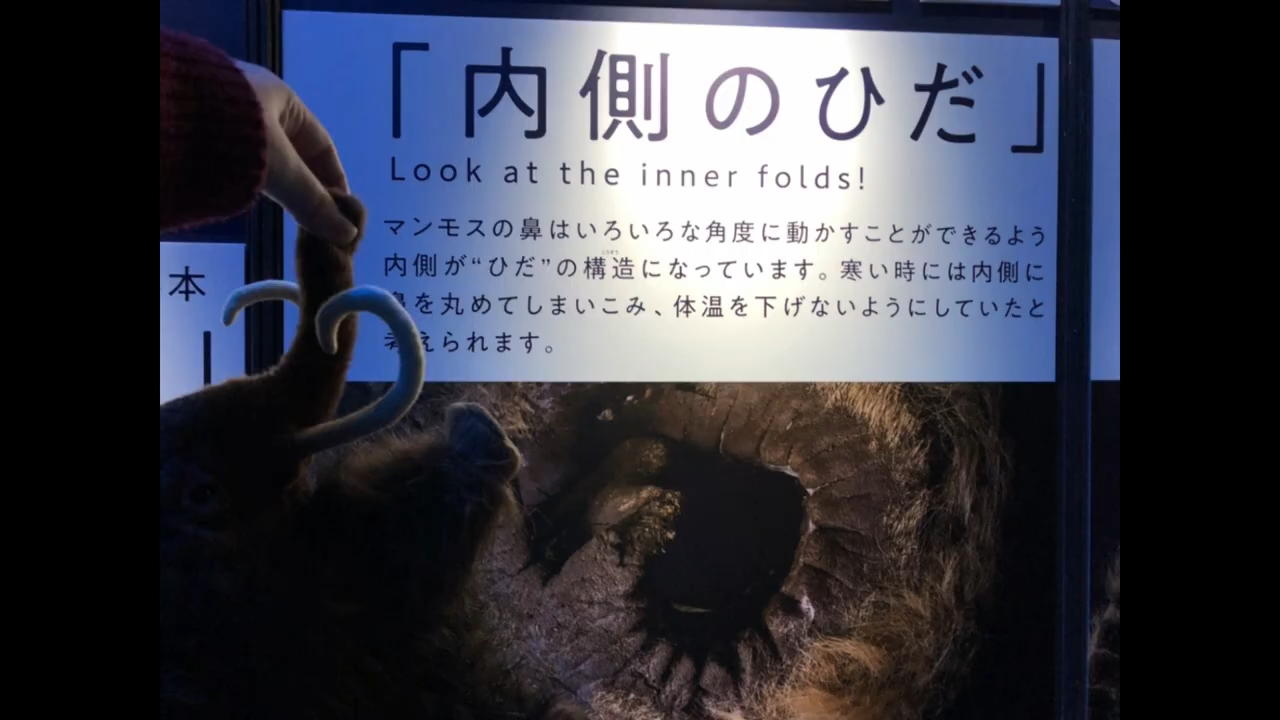 「内側のひだ」
Look at the inner folds!
マンモスの鼻はいろいろな角度に動かすことができるよう
内側が“ひだ”の構造になっています。寒い時には内側に
鼻を丸めてしまいこみ、体温を下げないようにしていたと
考えられます。
本